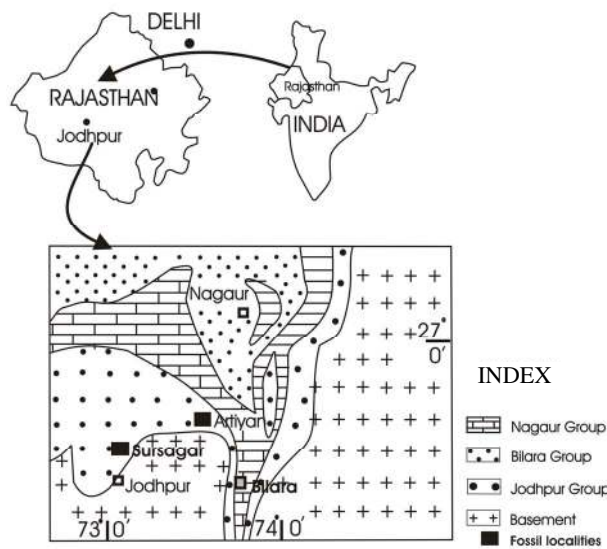 DELHI
RAJASTHAN
Jodhpur
Rajasthan
INDIA
Nagaur
27°
0'
Artiyan
Sursagar
Jodhpur
Bilara
73 0'
74 0'
INDEX
Nagaur Group
Bilara Group
Jodhpur Group
Basement
Fossil localities